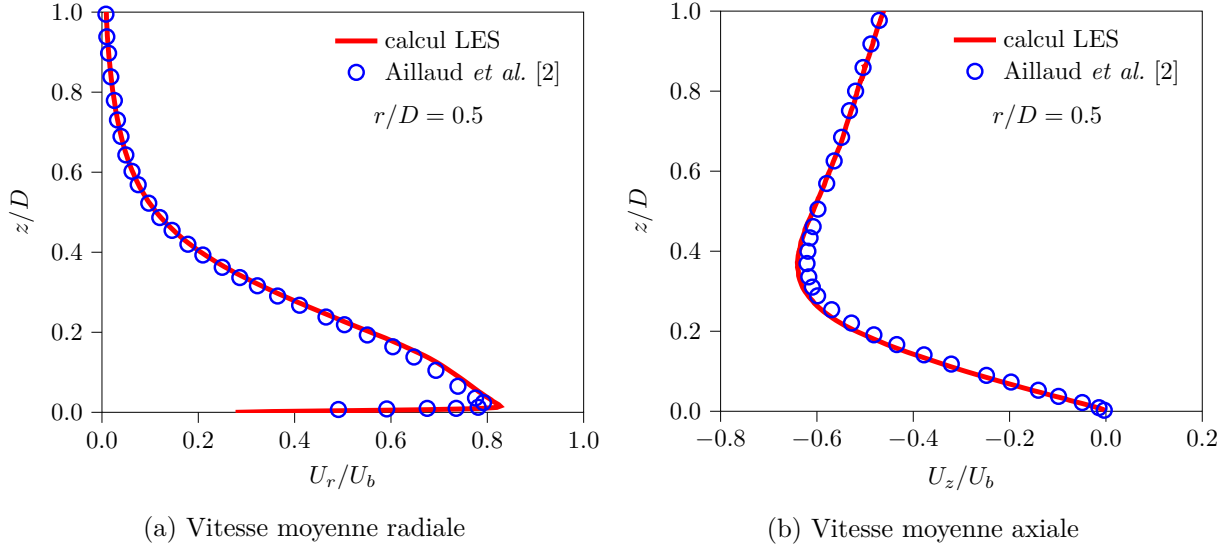 1.0
0.8
0.6
0.4
0.2
0.0
z/D
0.0 0.2 0.4 0.6 0.8 1.0
U_r/U_b
calcul LES
Aillaud et al. [2]
r/D = 0.5
(a) Vitesse moyenne radiale
1.0
0.8
0.6
0.4
0.2
0.0
z/D
−0.8 −0.6 −0.4 −0.2 0.0 0.2
U_z/U_b
calcul LES
Aillaud et al. [2]
r/D = 0.5
(b) Vitesse moyenne axiale